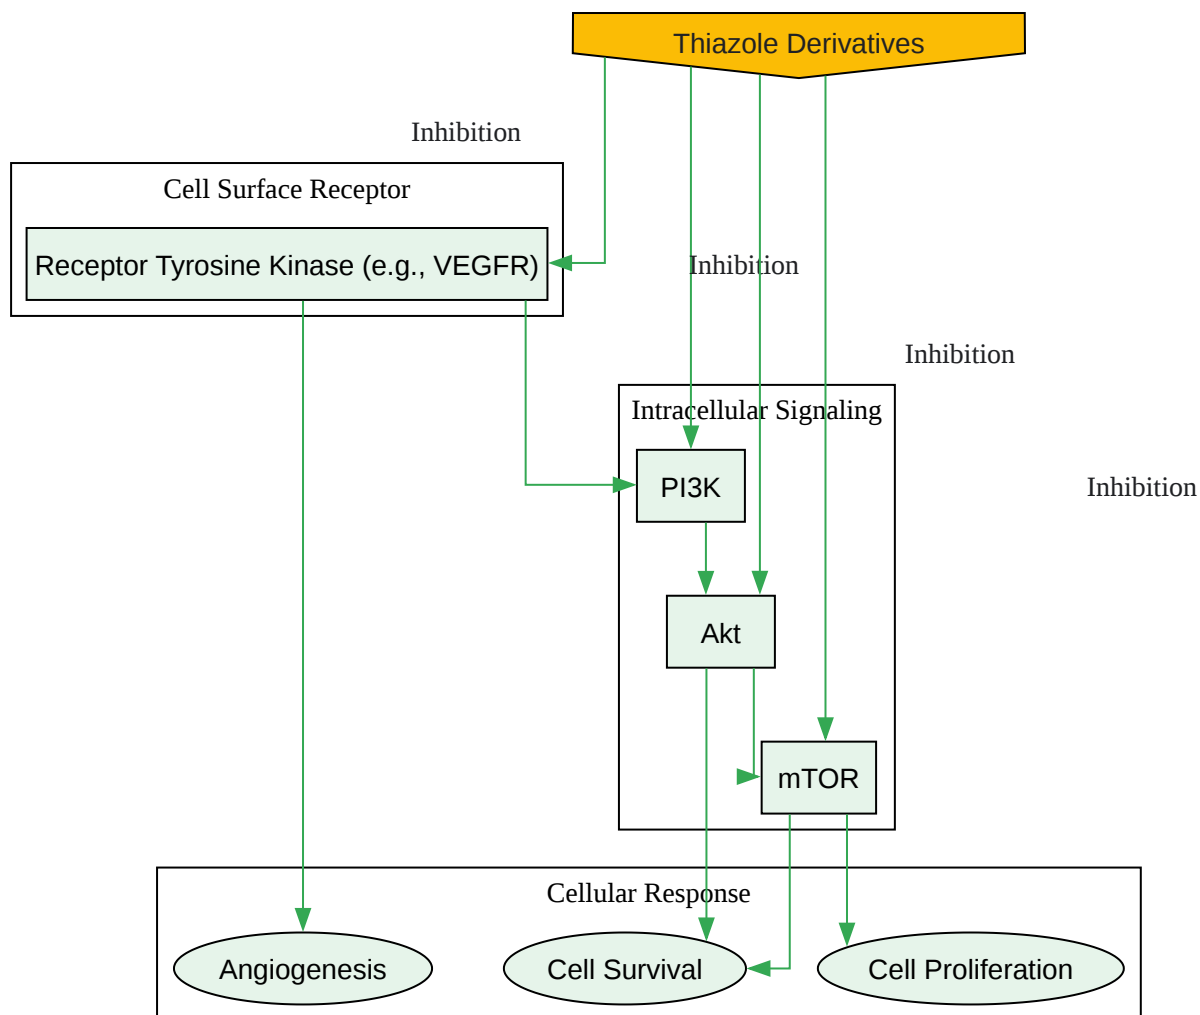 Thiazole Derivatives
Inhibition
Cell Surface Receptor
Receptor Tyrosine Kinase (e.g., VEGFR)
Inhibition
Inhibition
Intracellular Signaling
PI3K
Inhibition
Akt
mTOR
Cellular Response
Angiogenesis
Cell Survival
Cell Proliferation